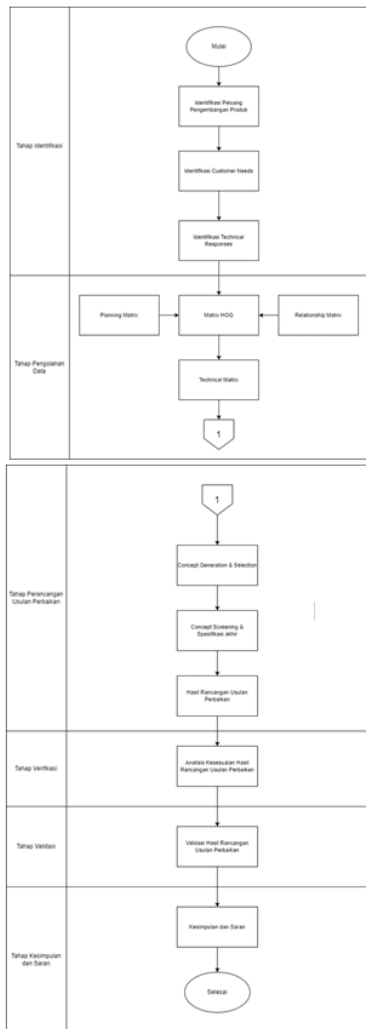 Mulai
Identifikasi Peluang
Pengembangan Produk
Tahap Identifikasi
Identifikasi Customer Needs
Identifikasi Technical
Responses
Planning Matrix
Matrix HOQ
Relationship Matrix
Tahap Pengolahan
Data
Technical Matrix
1
1
Concept Generation & Selection
Tahap Perancangan
Usulan Perbaikan
Concept Screening &
Spesifikasi akhir
Hasil Rancangan Usulan
Perbaikan
Tahap Verifikasi
Analisis Kesesuaian Hasil
Rancangan Usulan Perbaikan
Tahap Validasi
Validasi Hasil Rancangan
Usulan Perbaikan
Kesimpulan dan Saran
Tahap Kesimpulan
dan Saran
Selesai